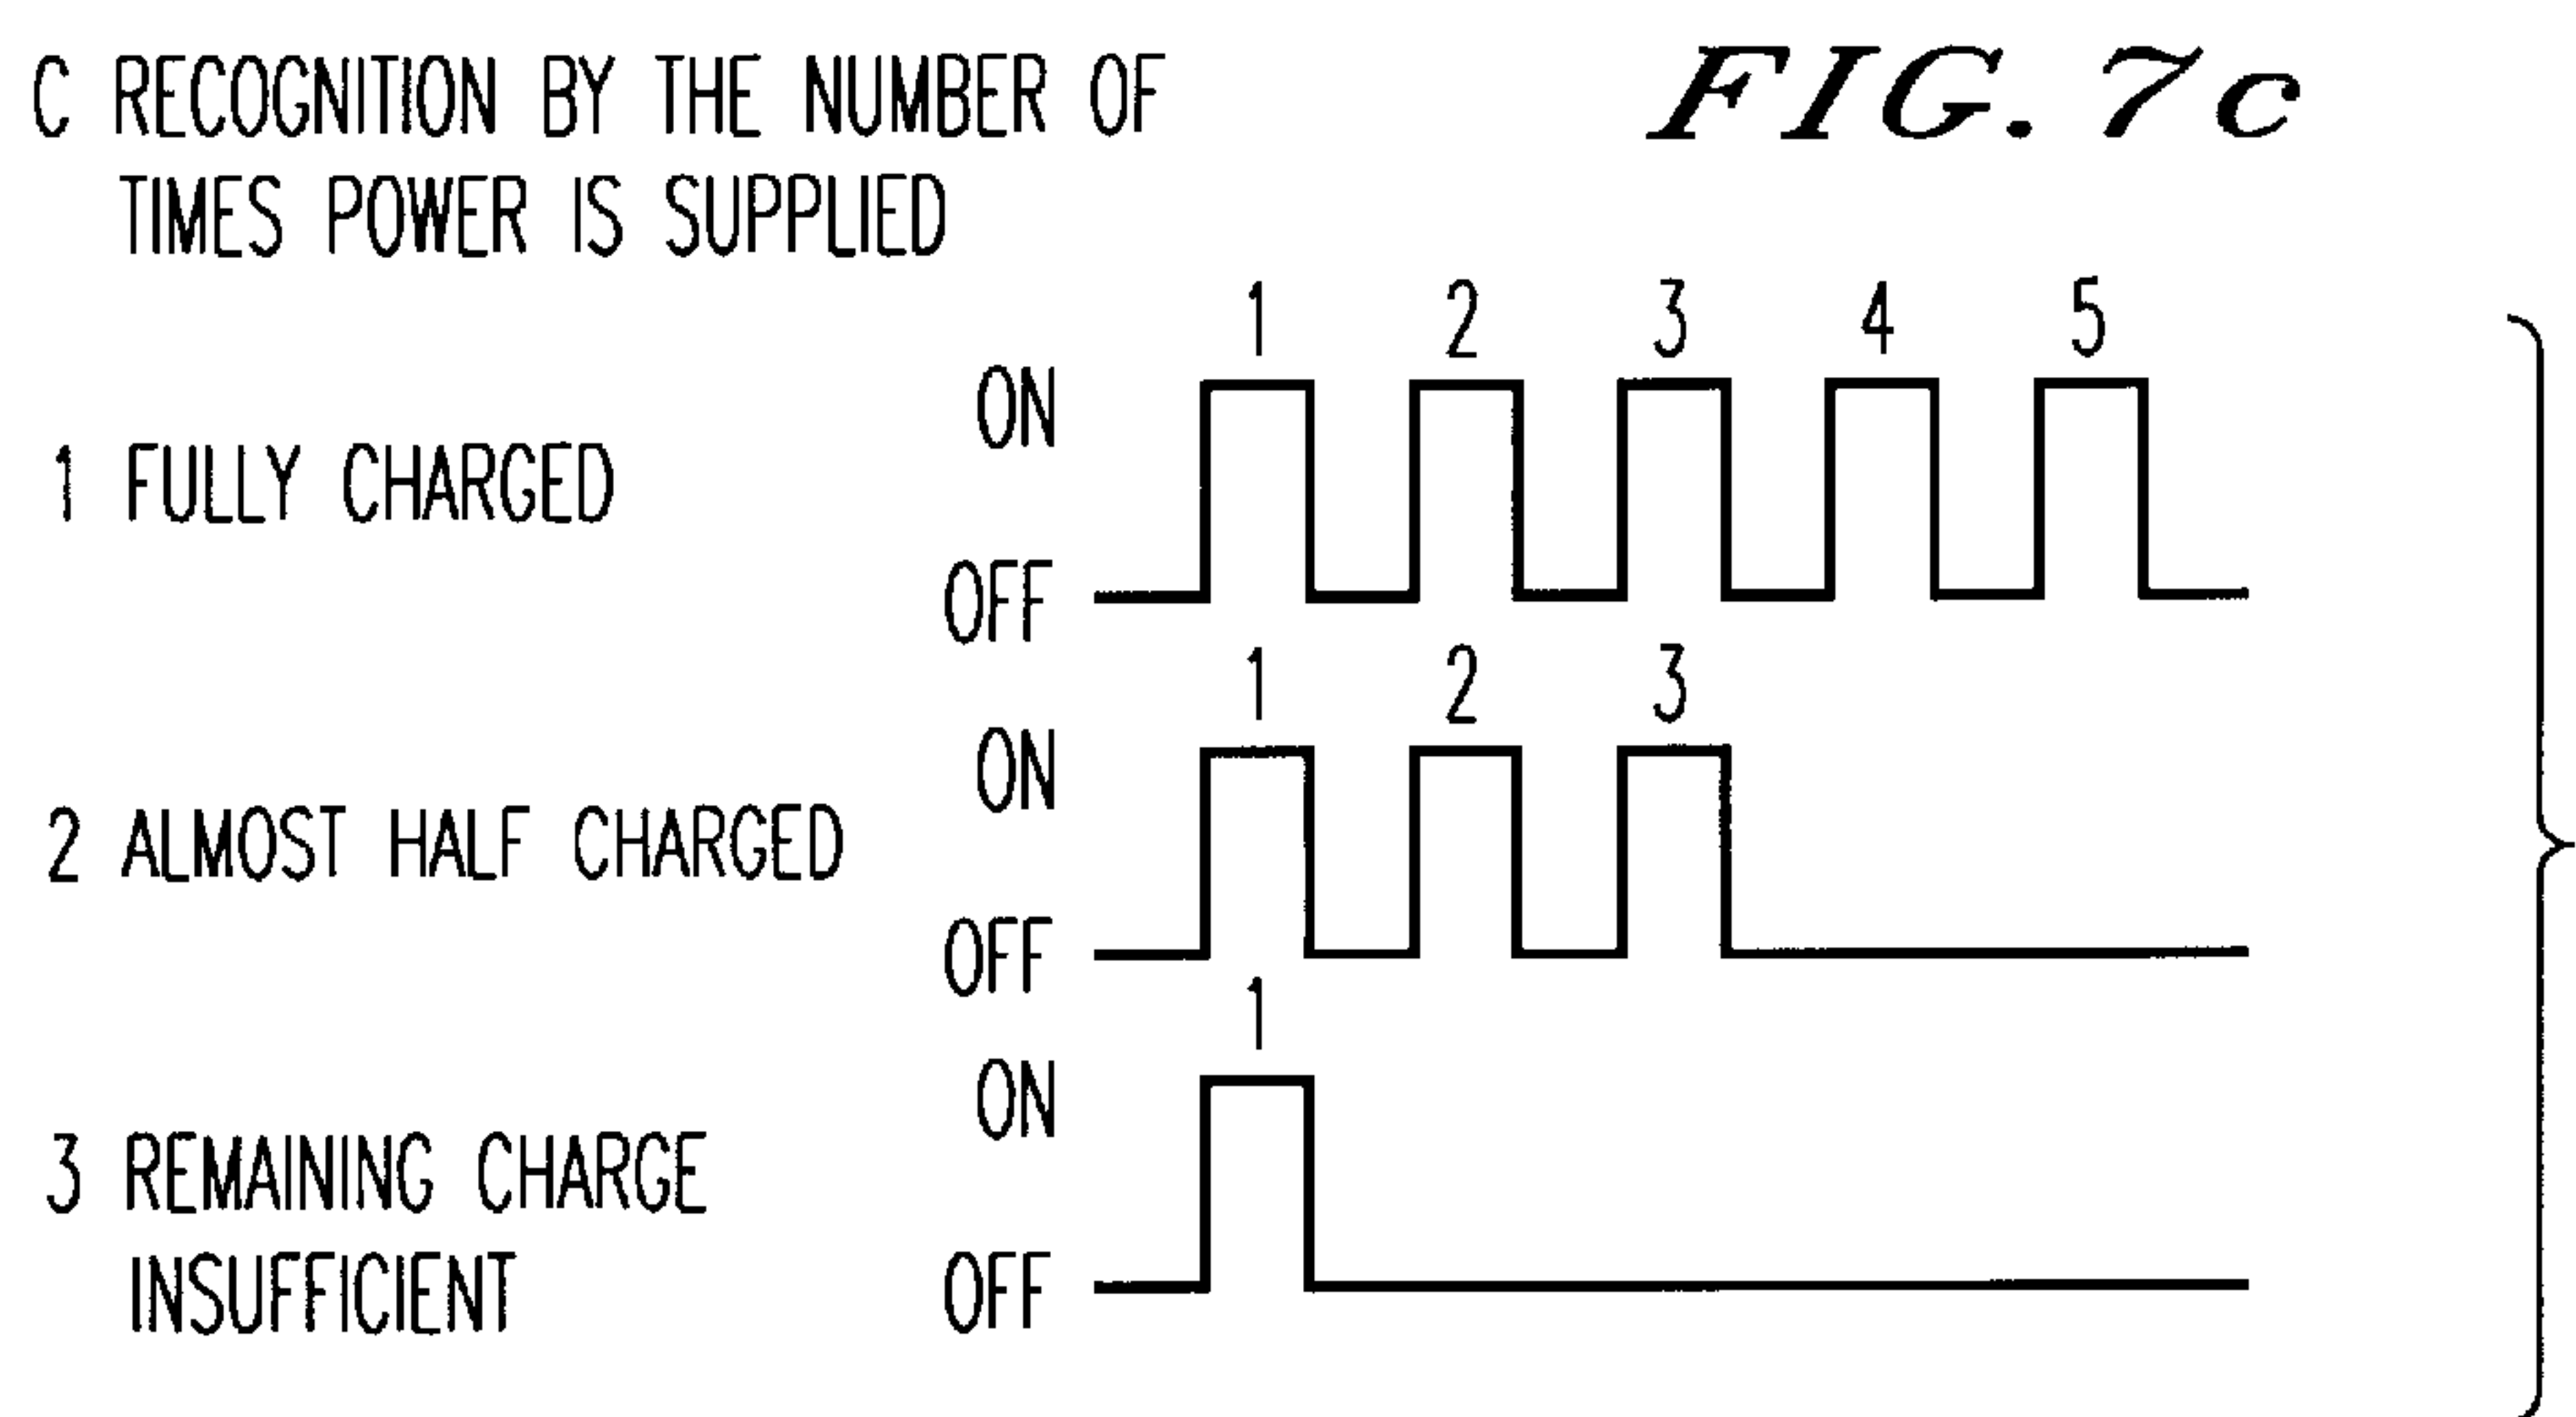 C RECOGNITION BY THE NUMBER OF
TIMES POWER IS SUPPLIED
FIG. 7c
1 2 3 4 5
ON
1 FULLY CHARGED
OFF
1 2 3
ON
2 ALMOST HALF CHARGED
OFF
1
ON
3 REMAINING CHARGE
INSUFFICIENT
OFF